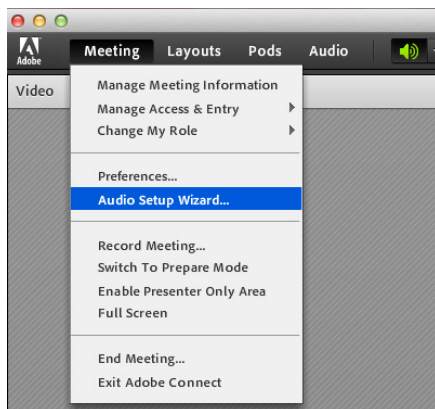 Adobe
Meeting Layouts Pods Audio
Video
Manage Meeting Information
Manage Access & Entry
Change My Role
Preferences...
Audio Setup Wizard...
Record Meeting...
Switch To Prepare Mode
Enable Presenter Only Area
Full Screen
End Meeting...
Exit Adobe Connect